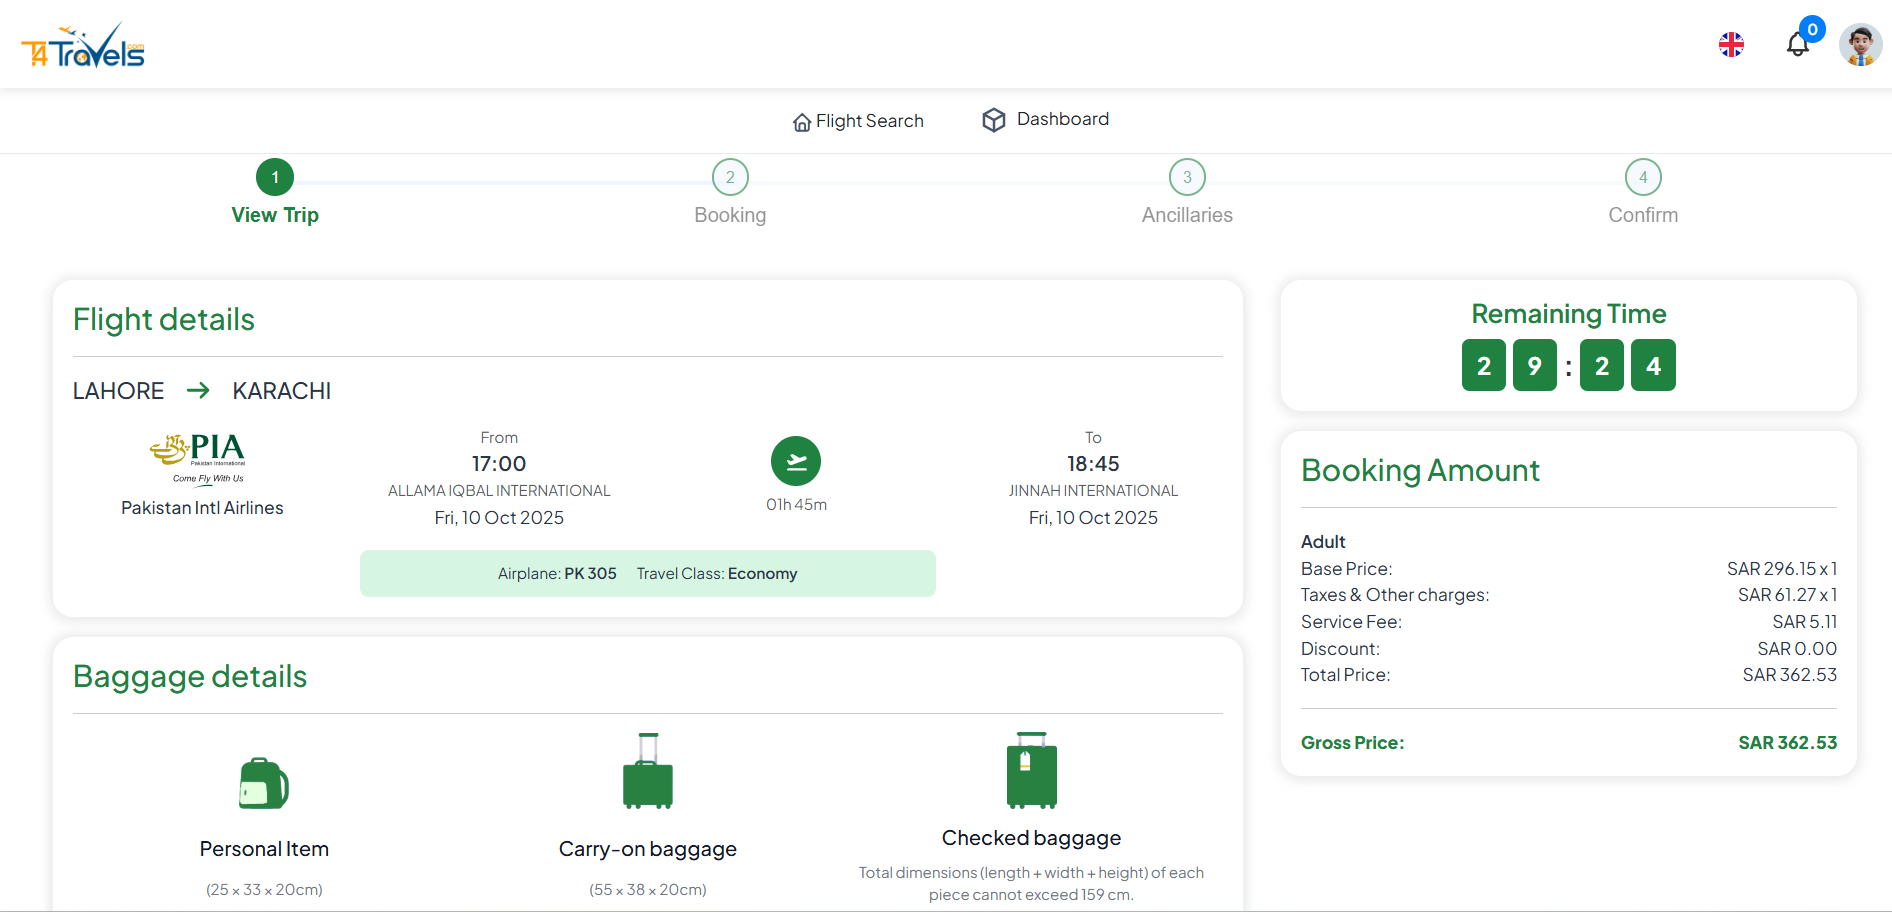 T4Travels.com
0
Flight Search
Dashboard
1
2
3
4
View Trip
Booking
Ancillaries
Confirm
Flight details
LAHORE → KARACHI
PIA
Pakistan International
Come Fly With Us
Pakistan Intl Airlines
From
17:00
ALLAMA IQBAL INTERNATIONAL
Fri, 10 Oct 2025
01h 45m
To
18:45
JINNAH INTERNATIONAL
Fri, 10 Oct 2025
Airplane: PK 305 Travel Class: Economy
Baggage details
Personal Item
(25 x 33 x 20cm)
Carry-on baggage
(55 x 38 x 20cm)
Checked baggage
Total dimensions (length + width + height) of each
piece cannot exceed 159 cm.
Remaining Time
2 9 : 2 4
Booking Amount
Adult
Base Price: SAR 296.15 x 1
Taxes & Other charges: SAR 61.27 x 1
Service Fee: SAR 5.11
Discount: SAR 0.00
Total Price: SAR 362.53
Gross Price: SAR 362.53